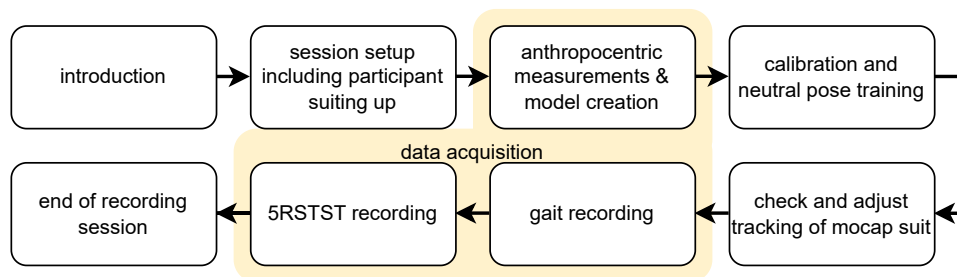 introduction
session setup
including participant
suiting up
anthropocentric
measurements &
model creation
calibration and
neutral pose training
data acquisition
check and adjust
tracking of mocap suit
gait recording
5RSTST recording
end of recording
session